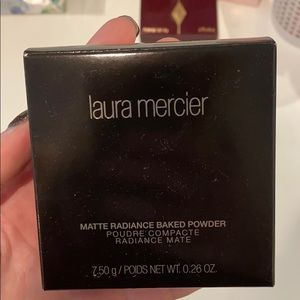 laura mercier
MATTE RADIANCE BAKED POWDER
POUDRE COMPACTE
RADIANCE MATE
7.50 g / POIDS NET WT. 0.26 OZ.